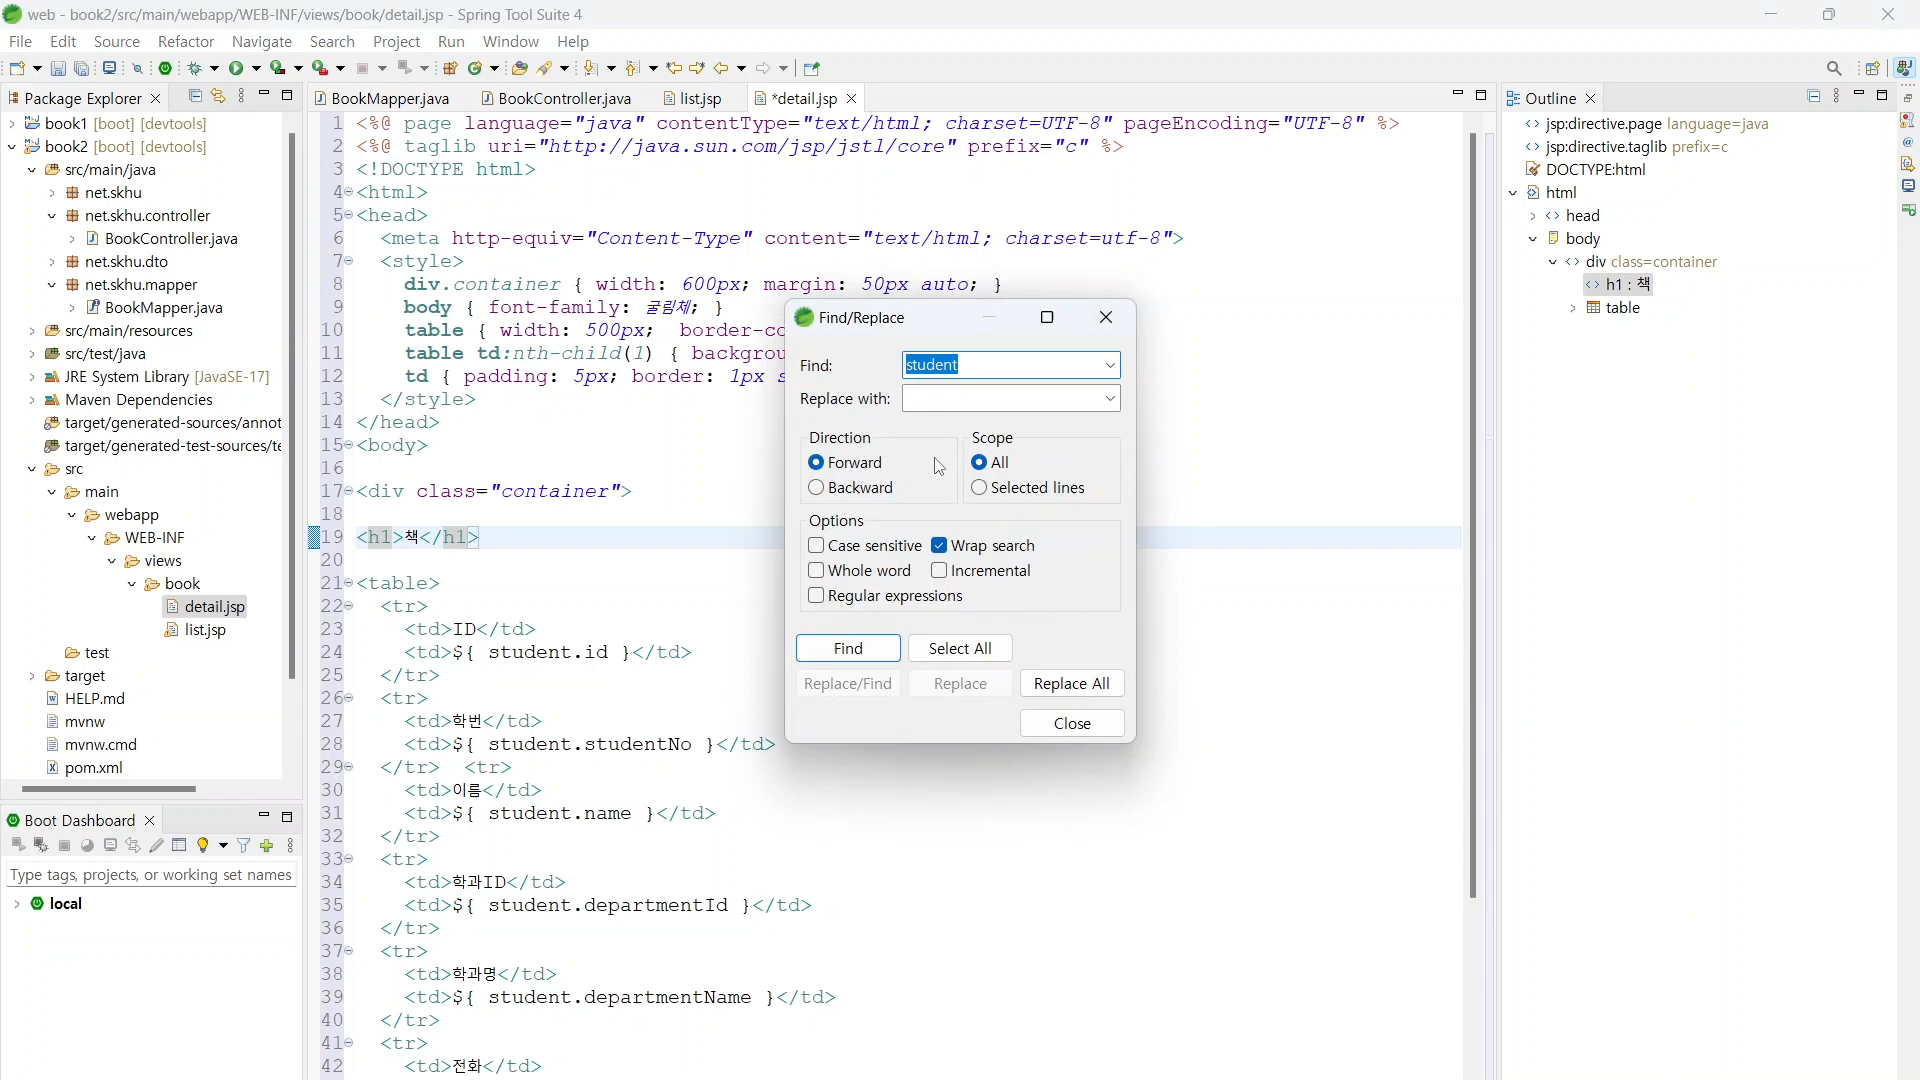 web - book2/src/main/webapp/WEB-INF/views/book/detail.jsp - Spring Tool Suite 4
File Edit Source Refactor Navigate Search Project Run Window Help
Package Explorer
book1 [boot] [devtools]
book2 [boot] [devtools]
src/main/java
net.skhu
net.skhu.controller
BookController.java
net.skhu.dto
net.skhu.mapper
BookMapper.java
src/main/resources
src/test/java
JRE System Library [JavaSE-17]
Maven Dependencies
target/generated-sources/annot
target/generated-test-sources/te
src
main
webapp
WEB-INF
views
book
detail.jsp
list.jsp
test
target
HELP.md
mvnw
mvnw.cmd
pom.xml
Boot Dashboard
Type tags, projects, or working set names
local
BookMapper.java BookController.java list.jsp *detail.jsp
1 <%@ page language="java" contentType="text/html; charset=UTF-8" pageEncoding="UTF-8" %>
2 <%@ taglib uri="http://java.sun.com/jsp/jstl/core" prefix="c" %>
3 <!DOCTYPE html>
4 <html>
5 <head>
6 <meta http-equiv="Content-Type" content="text/html; charset=utf-8">
7 <style>
8 div.container { width: 600px; margin: 50px auto; }
9 body { font-family: 굴림체; }
10 table { width: 500px; border-co
11 table td:nth-child(1) { backgrou
12 td { padding: 5px; border: 1px s
13 </style>
14 </head>
15 <body>
16
17 <div class="container">
18
19 <h1>책</h1>
20
21 <table>
22 <tr>
23 <td>ID</td>
24 <td>${ student.id }</td>
25 </tr>
26 <tr>
27 <td>학번</td>
28 <td>${ student.studentNo }</td>
29 </tr> <tr>
30 <td>이름</td>
31 <td>${ student.name }</td>
32 </tr>
33 <tr>
34 <td>학과ID</td>
35 <td>${ student.departmentId }</td>
36 </tr>
37 <tr>
38 <td>학과명</td>
39 <td>${ student.departmentName }</td>
40 </tr>
41 <tr>
42 <td>전화</td>
Find/Replace
Find: student
Replace with:
Direction Scope
Forward All
Backward Selected lines
Options
Case sensitive Wrap search
Whole word Incremental
Regular expressions
Find Select All
Replace/Find Replace Replace All
Close
Outline
jsp:directive.page language=java
jsp:directive.taglib prefix=c
DOCTYPE:html
html
head
body
div class=container
h1 : 책
table